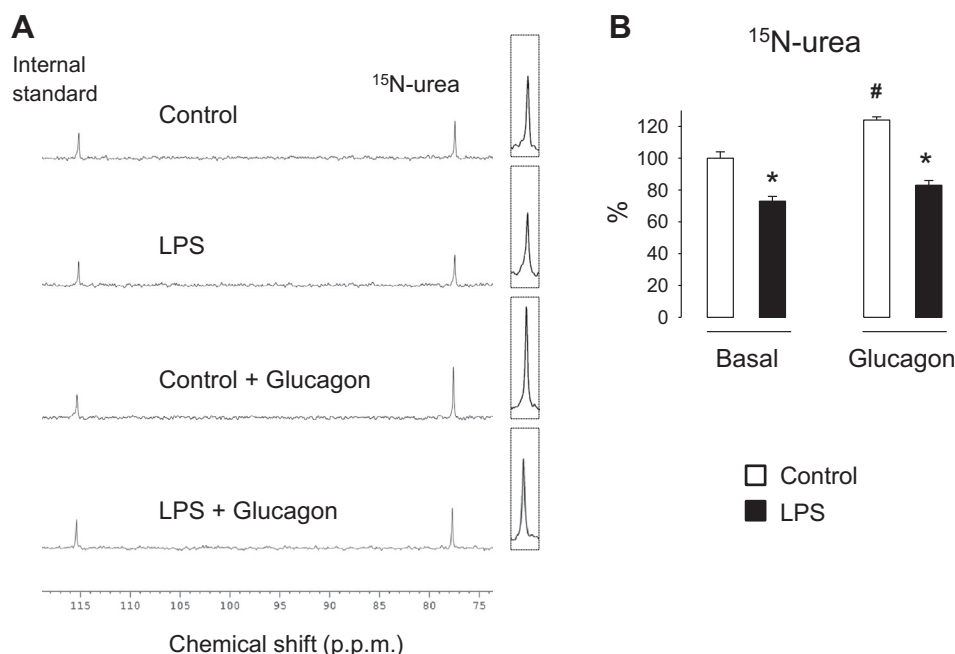 A
Internal
standard
¹⁵N-urea
Control
LPS
Control + Glucagon
LPS + Glucagon
115 110 105 100 95 90 85 80 75
Chemical shift (p.p.m.)
B
¹⁵N-urea
#
120
100
80
60
40
20
0
%
*
*
Basal
Glucagon
Control
LPS